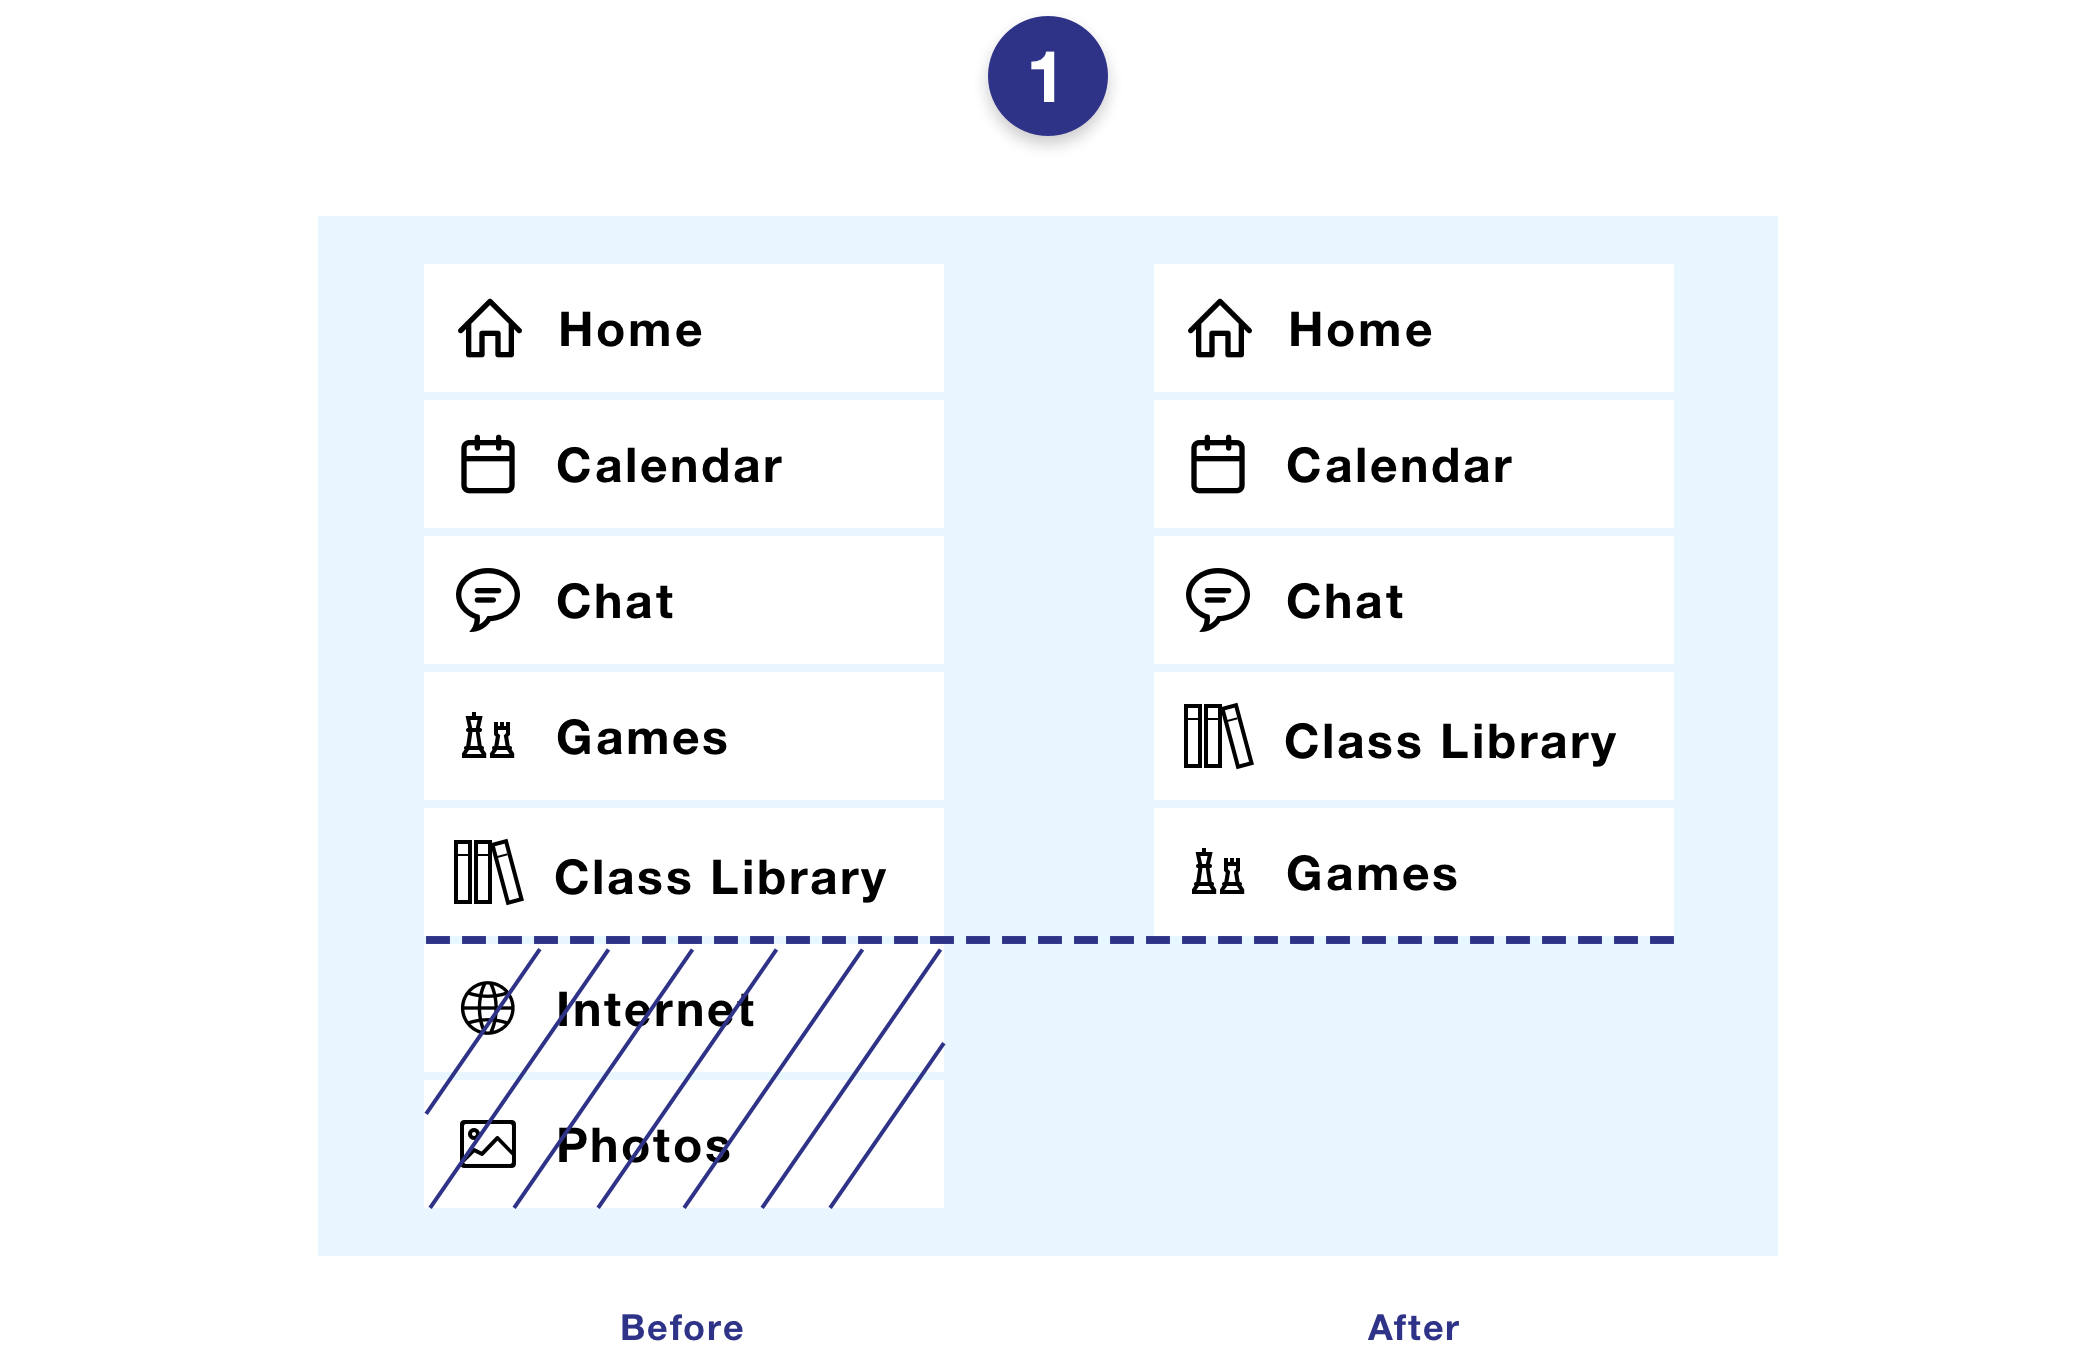 1
Home
Calendar
Chat
Games
Class Library
Internet
Photos
Before
Home
Calendar
Chat
Class Library
Games
After